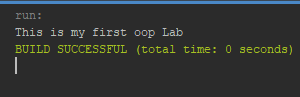 run:
This is my first oop Lab
BUILD SUCCESSFUL (total time: 0 seconds)